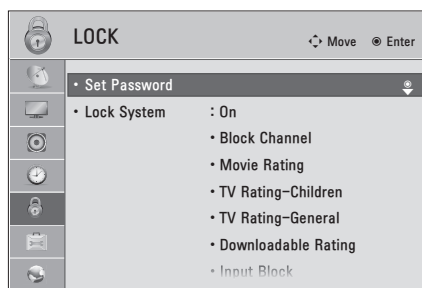 LOCK Move Enter
• Set Password
• Lock System : On
• Block Channel
• Movie Rating
• TV Rating-Children
• TV Rating-General
• Downloadable Rating
• Input Block